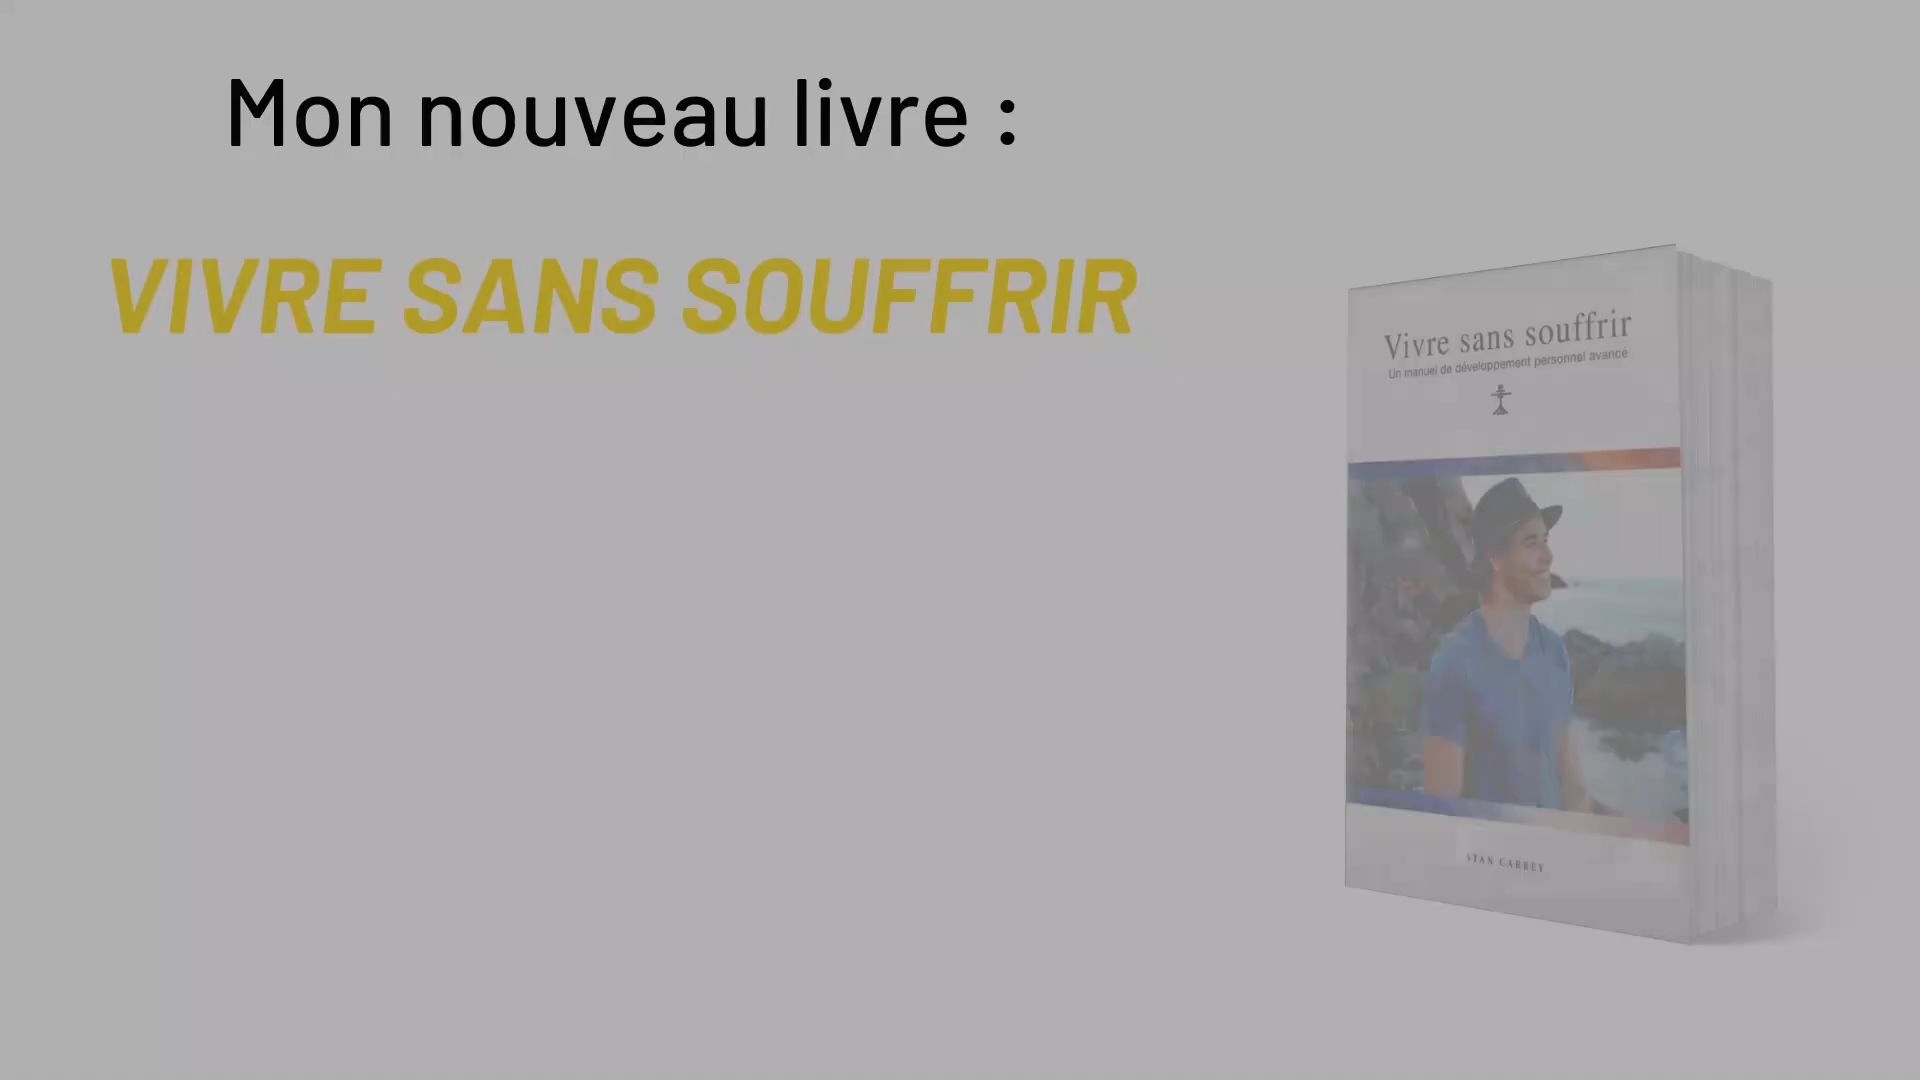 Mon nouveau livre :
VIVRE SANS SOUFFRIR
Vivre sans souffrir
Un manuel de développement personnel avancé
STAN CARREY